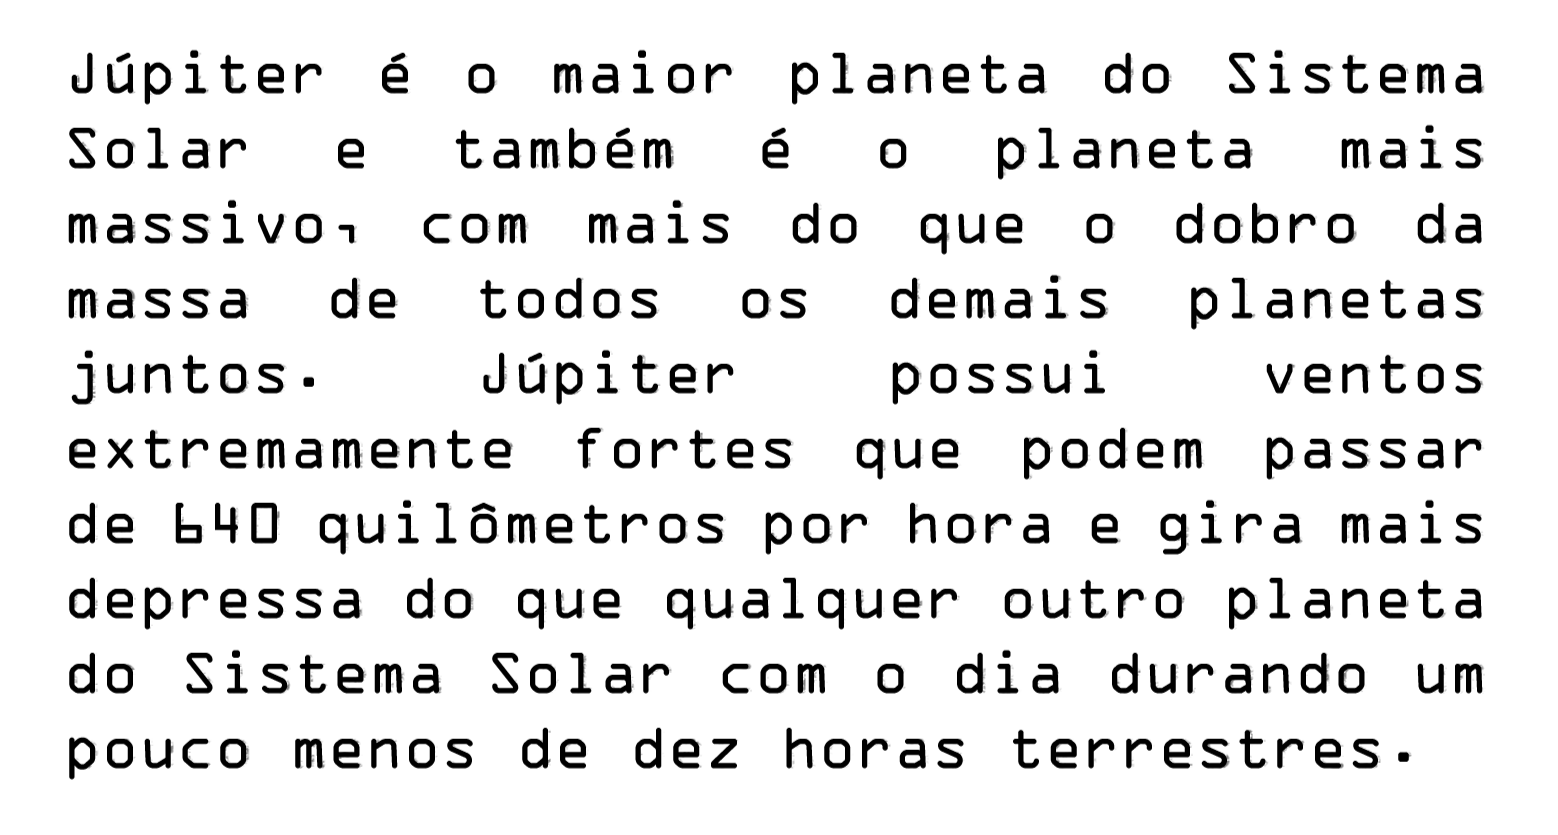 Júpiter é o maior planeta do Sistema
Solar e também é o planeta mais
massivo, com mais do que o dobro da
massa de todos os demais planetas
juntos. Júpiter possui ventos
extremamente fortes que podem passar
de 640 quilômetros por hora e gira mais
depressa do que qualquer outro planeta
do Sistema Solar com o dia durando um
pouco menos de dez horas terrestres.